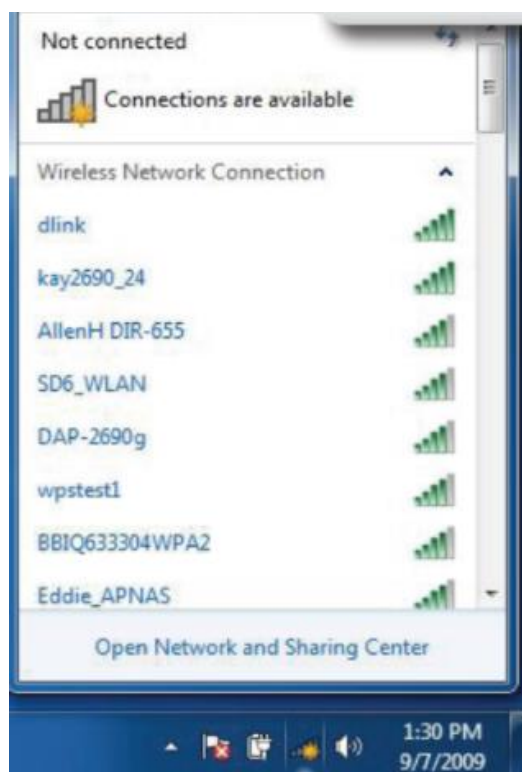 Not connected
Connections are available
Wireless Network Connection
dlink
kay2690_24
AllenH DIR-655
SD6_WLAN
DAP-2690g
wpstest1
BBIQ633304WPA2
Eddie_APNAS
Open Network and Sharing Center
1:30 PM
9/7/2009